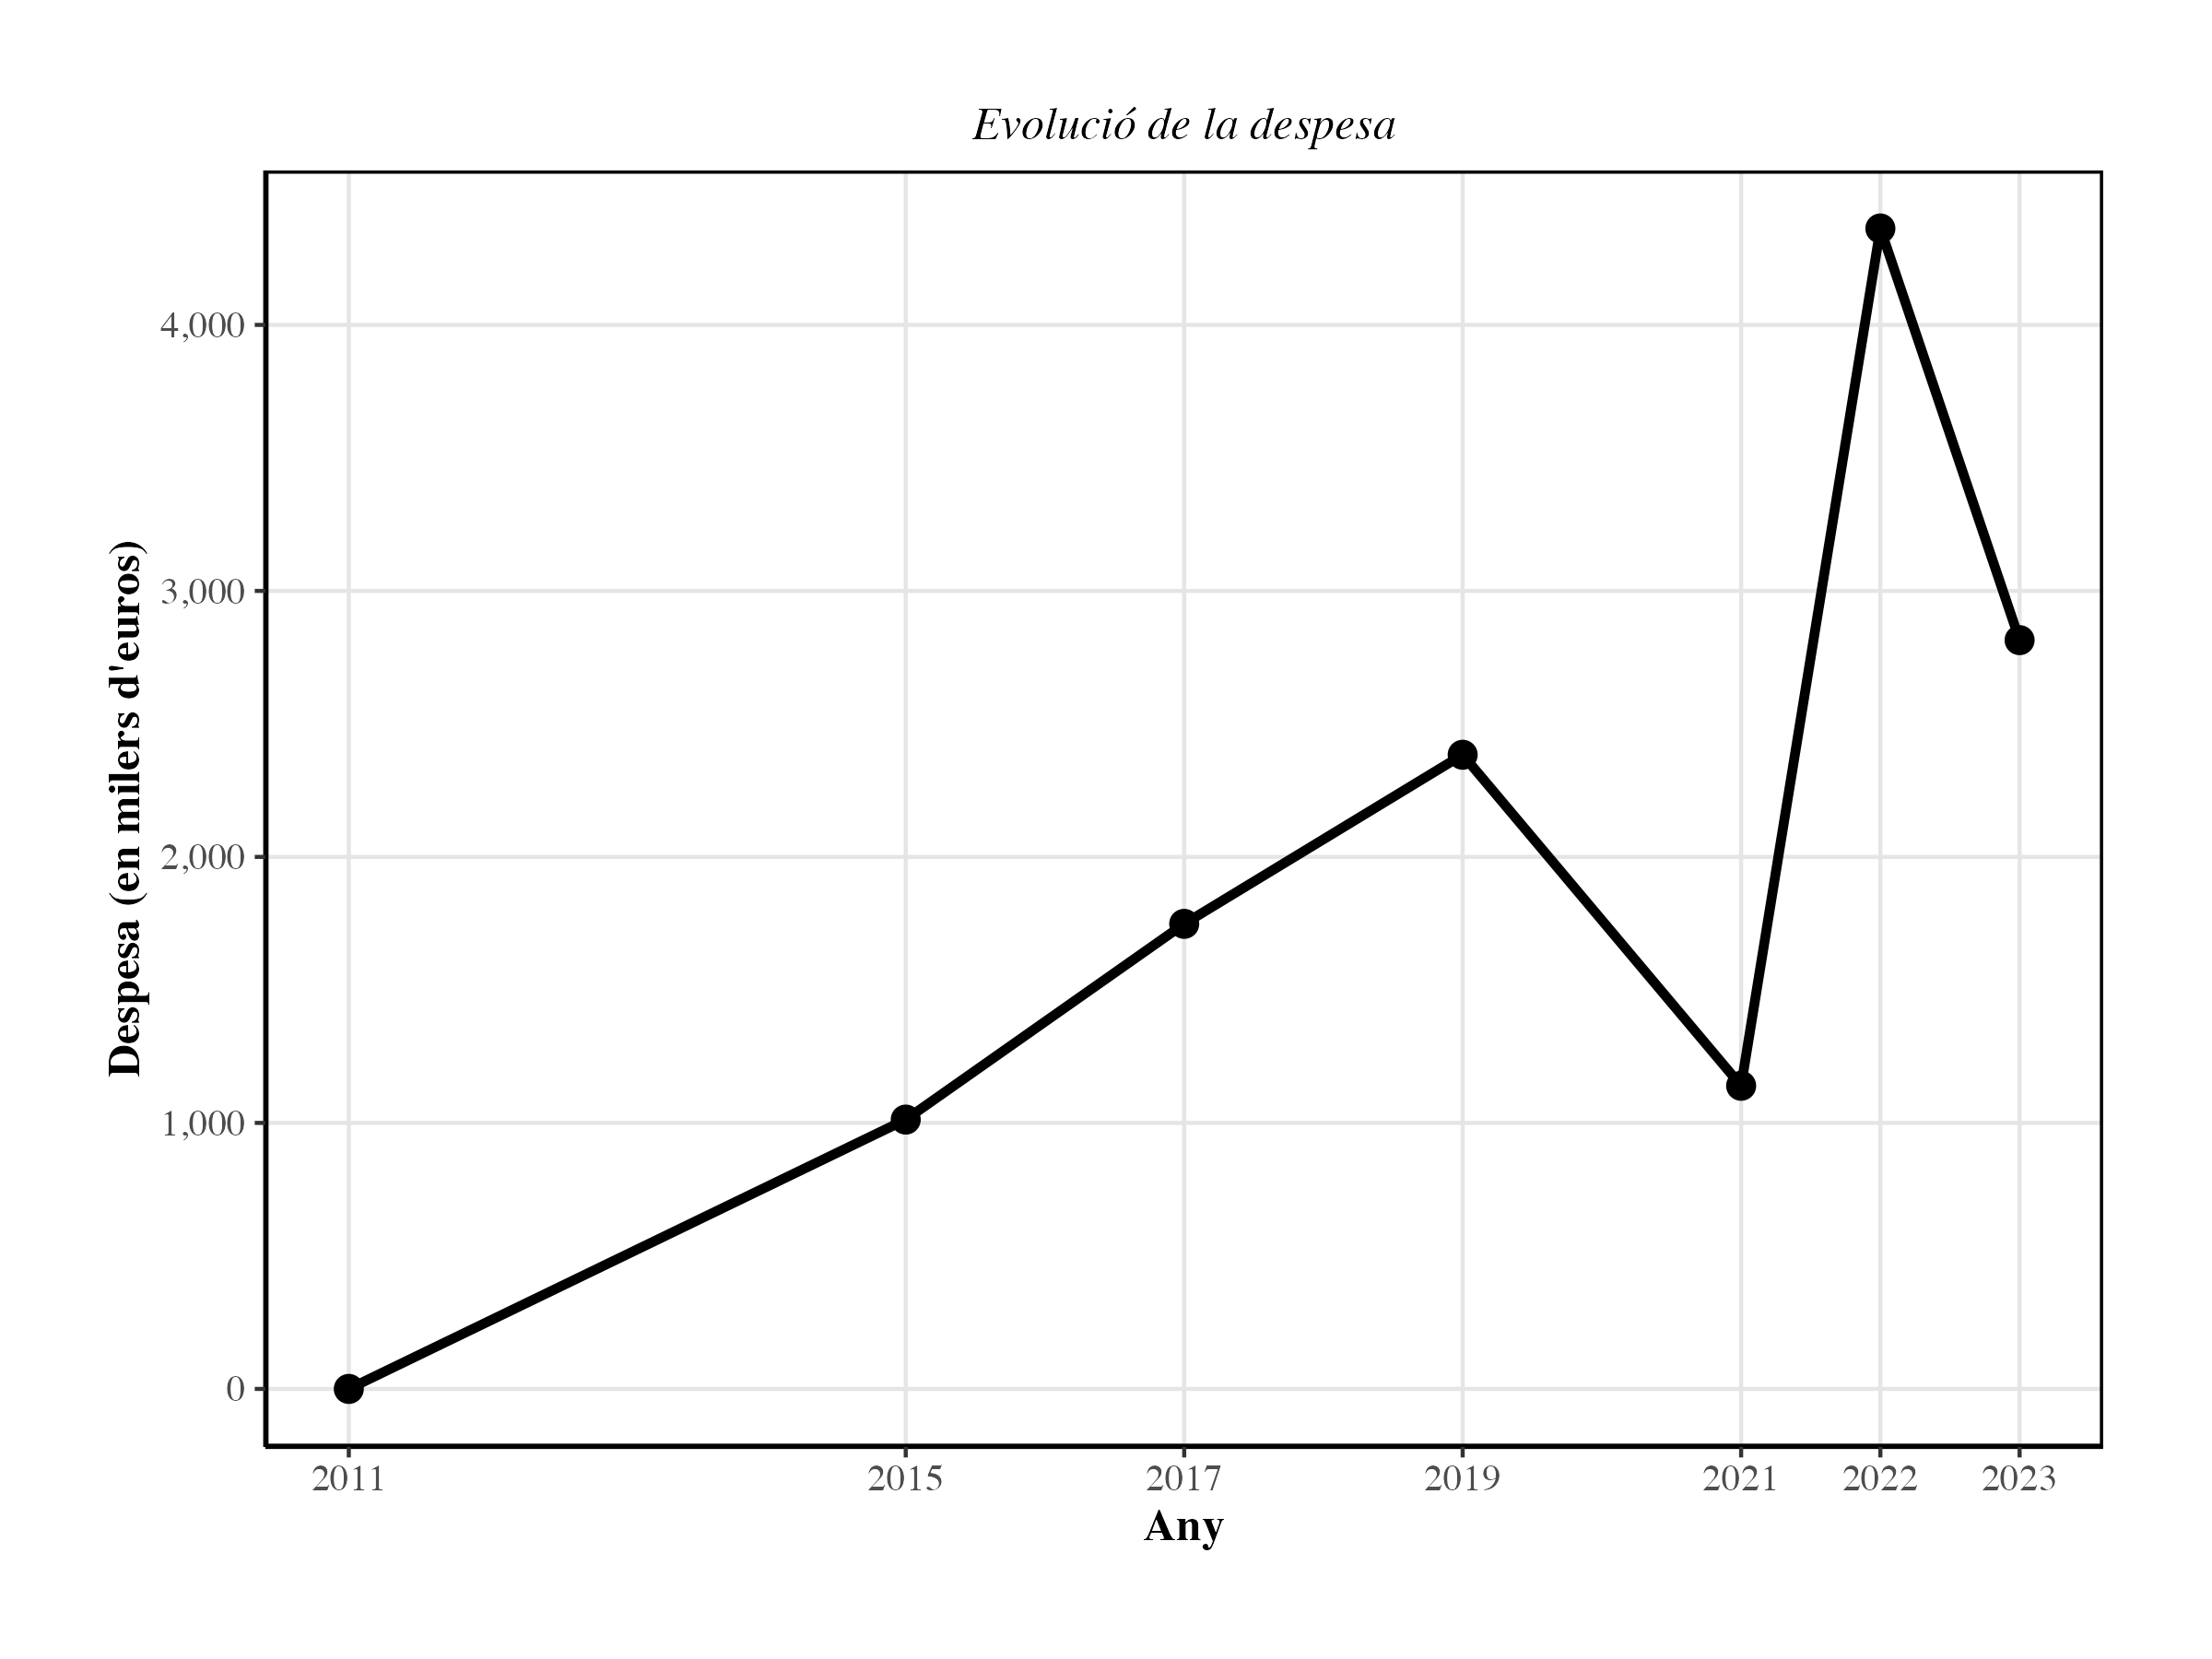 Evolució de la despesa
Despesa (en milers d'euros)
4,000
3,000
2,000
1,000
0
2011 2015 2017 2019 2021 2022 2023
Any